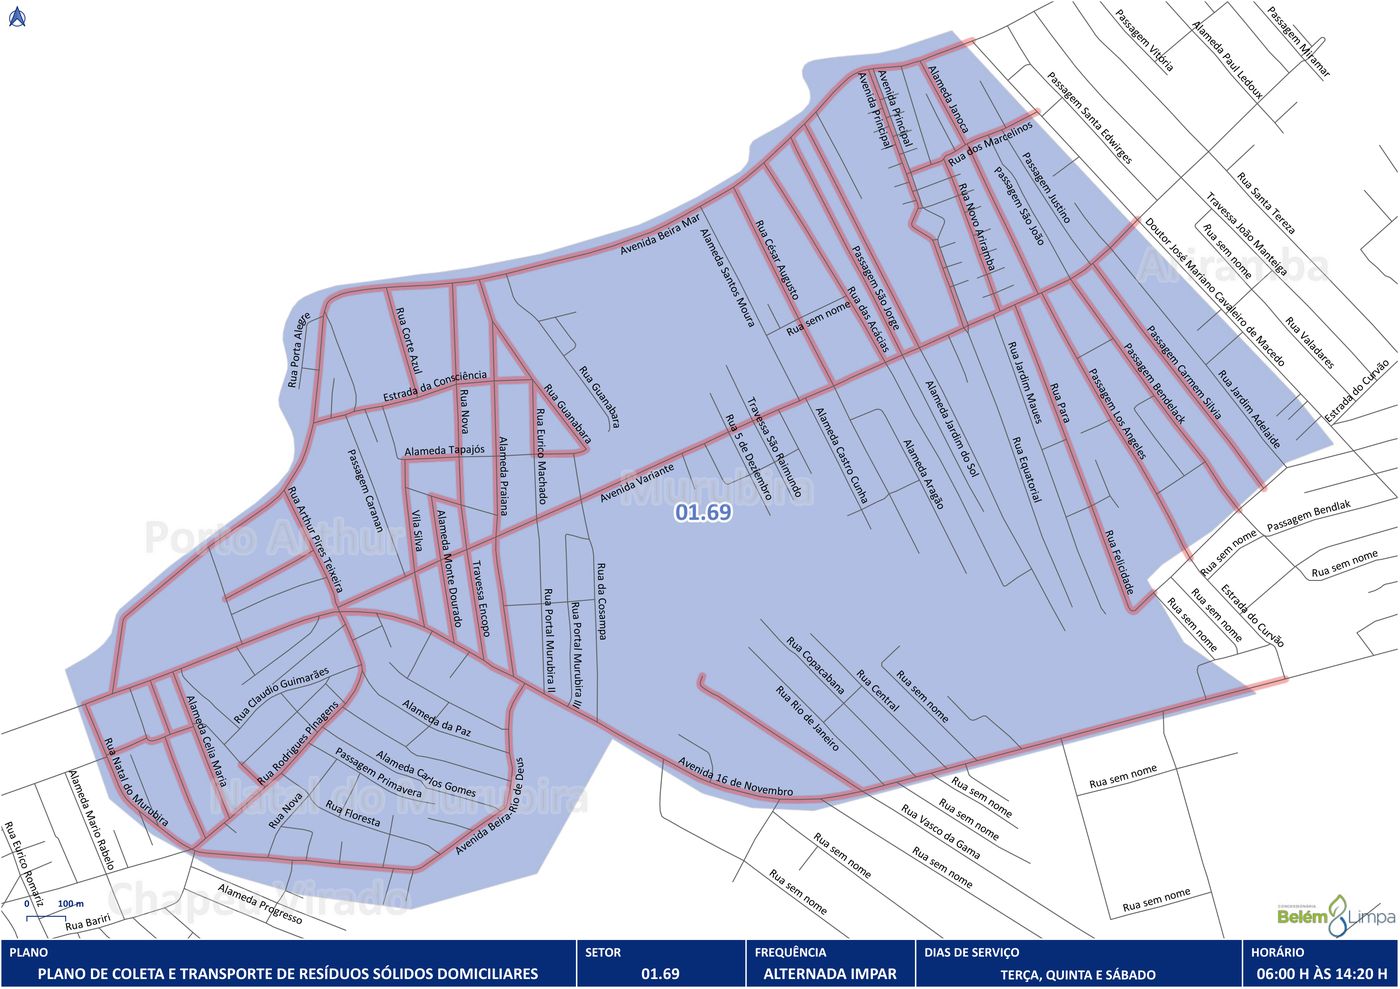 Passagem Vitória
Alameda Paul Ledoux
Passagem Miramar
Passagem Santa Edwirges
Rua Santa Tereza
Travessa João Manteiga
Rua sem nome
Doutor José Mariano Cavaleiro de Macedo
Rua Valadares
Estrada do Curvão
Ariramba
Avenida Principal
Avenida Principal
Alameda Janoca
Rua dos Marcelinos
Passagem Justino
Passagem São João
Rua Novo Ariramba
Avenida Beira Mar
Alameda Santos Moura
Rua César Augusto
Passagem São Jorge
Rua das Acácias
Rua sem nome
Rua Porta Alegre
Rua Corte Azul
Estrada da Consciência
Rua Nova
Rua Guanabara
Rua Guanabara
Rua Eurico Machado
Alameda Tapajós
Alameda Praiana
Passagem Caranan
Rua Arthur Pires Teixeira
Vila Silva
Alameda Monte Dourado
Travessa Encopo
Avenida Variante
Murubira
01.69
Porto Arthur
Rua 5 de Dezembro
Travessa São Raimundo
Alameda Castro Cunha
Alameda Aragão
Alameda Jardim do Sol
Rua Equatorial
Rua Jardim Maues
Rua Para
Passagem Los Angeles
Passagem Bendelack
Passagem Carmem Silvia
Rua Jardim Adelaide
Rua Felicidade
Passagem Bendlak
Rua sem nome
Rua sem nome
Estrada do Curvão
Rua sem nome
Rua sem nome
Rua Portal Murubira II
Rua Portal Murubira III
Rua da Cosampa
Rua Copacabana
Rua Central
Rua sem nome
Rua Rio de Janeiro
Avenida 16 de Novembro
Rua Claudio Guimarães
Rua Rodrigues Pinagens
Alameda da Paz
Alameda Carlos Gomes
Passagem Primavera
Rua Floresta
Rua Nova
Avenida Beira-Rio de Deus
Alameda Celia Maria
Rua Natal do Murubira
Natal do Murubira
Alameda Mario Rabelo
Rua Eurico Romariz
Rua Bariri
Alameda Progresso
Chapéu Virado
Rua sem nome
Rua sem nome
Rua sem nome
Rua Vasco da Gama
Rua sem nome
Rua sem nome
Rua sem nome
Rua sem nome
0 100 m
CONCESSIONÁRIA
Belém Limpa
PLANO
PLANO DE COLETA E TRANSPORTE DE RESÍDUOS SÓLIDOS DOMICILIARES
SETOR
01.69
FREQUÊNCIA
ALTERNADA IMPAR
DIAS DE SERVIÇO
TERÇA, QUINTA E SÁBADO
HORÁRIO
06:00 H ÀS 14:20 H